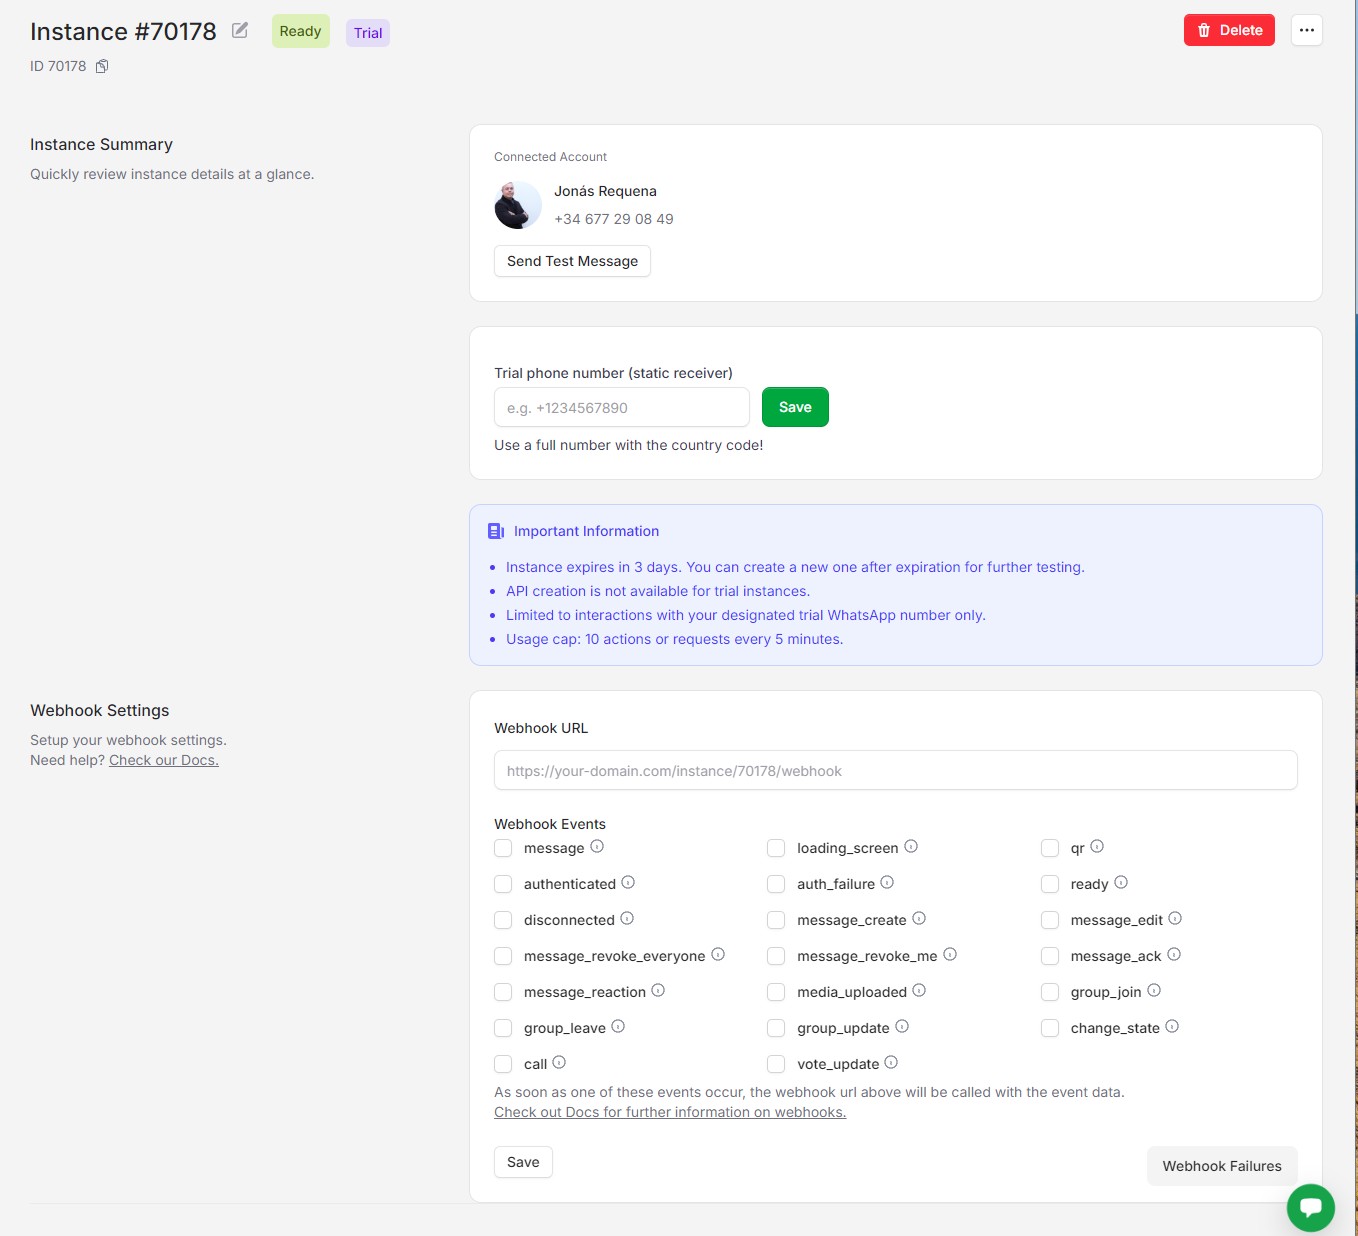 Instance #70178
Ready
Trial
Delete
ID 70178
Instance Summary
Quickly review instance details at a glance.
Connected Account
Jonás Requena
+34 677 29 08 49
Send Test Message
Trial phone number (static receiver)
e.g. +1234567890
Save
Use a full number with the country code!
Important Information
Instance expires in 3 days. You can create a new one after expiration for further testing.
API creation is not available for trial instances.
Limited to interactions with your designated trial WhatsApp number only.
Usage cap: 10 actions or requests every 5 minutes.
Webhook Settings
Setup your webhook settings.
Need help? Check our Docs.
Webhook URL
https://your-domain.com/instance/70178/webhook
Webhook Events
message
loading_screen
qr
authenticated
auth_failure
ready
disconnected
message_create
message_edit
message_revoke_everyone
message_revoke_me
message_ack
message_reaction
media_uploaded
group_join
group_leave
group_update
change_state
call
vote_update
As soon as one of these events occur, the webhook url above will be called with the event data.
Check out Docs for further information on webhooks.
Save
Webhook Failures